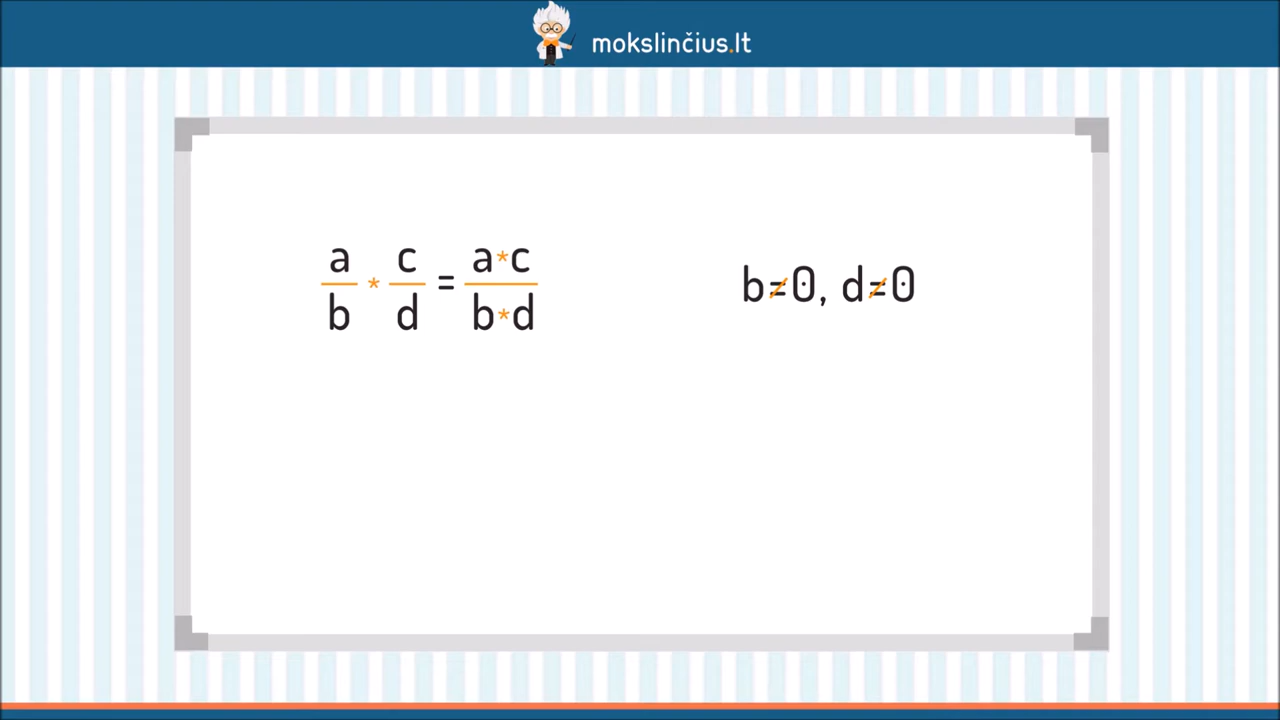 mokslinčius.lt
a/b * c/d = a*c/b*d
b≠0, d≠0